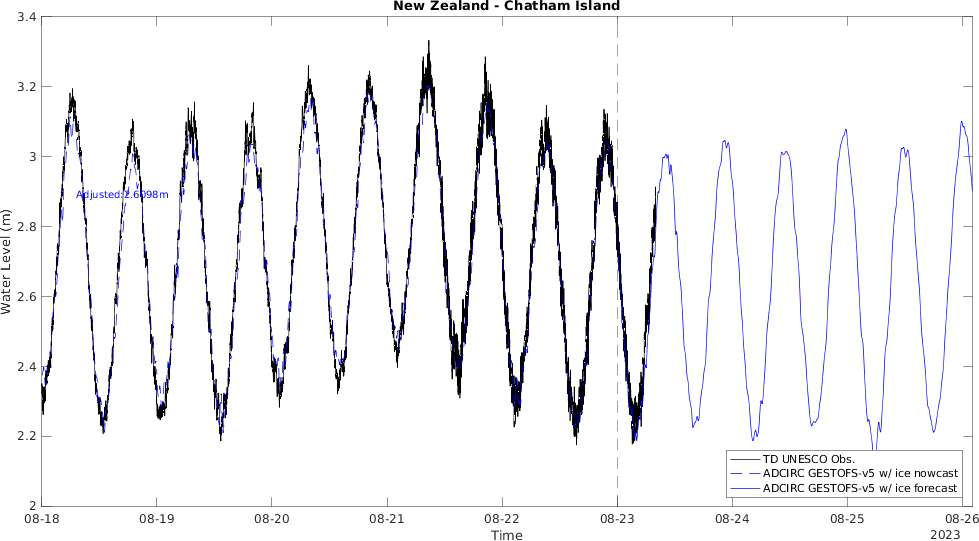 New Zealand - Chatham Island
3.4
3.2
3
2.8
2.6
2.4
2.2
2
Water Level (m)
Adjusted:2.6098m
TD UNESCO Obs.
ADCIRC GESTOFS-v5 w/ ice nowcast
ADCIRC GESTOFS-v5 w/ ice forecast
08-18 08-19 08-20 08-21 08-22 08-23 08-24 08-25 08-26
Time
2023